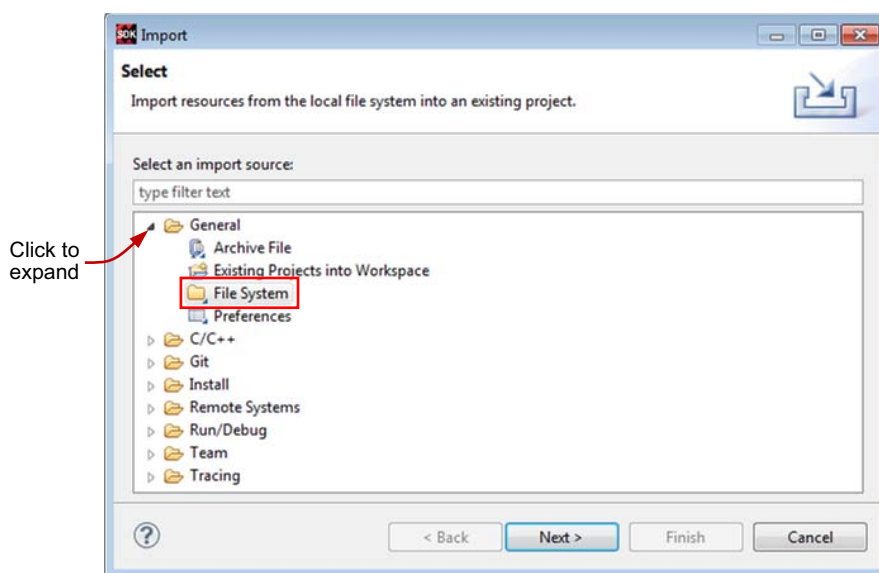 SDK Import
Select
Import resources from the local file system into an existing project.
Select an import source:
type filter text
General
Archive File
Existing Projects into Workspace
File System
Preferences
C/C++
Git
Install
Remote Systems
Run/Debug
Team
Tracing
Click to
expand
?
< Back
Next >
Finish
Cancel